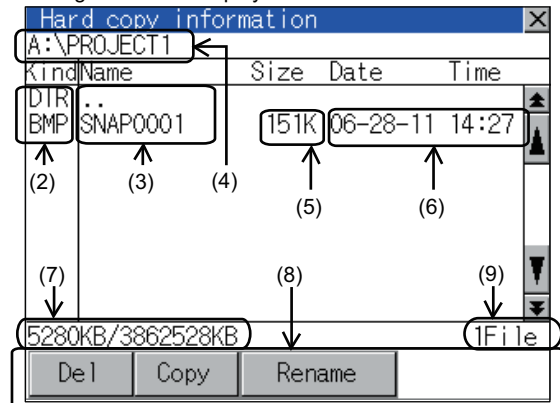 Hard copy information
A:\PROJECT1
Kind Name Size Date Time
DIR ..
BMP SNAP0001 151K 06-28-11 14:27
(2) (3) (4) (5) (6)
(7) (8) (9)
5280KB/3862528KB 1File
Del Copy Rename